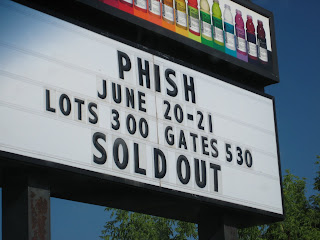 PHISH
JUNE 20-21
LOTS 300 GATES 530
SOLD OUT